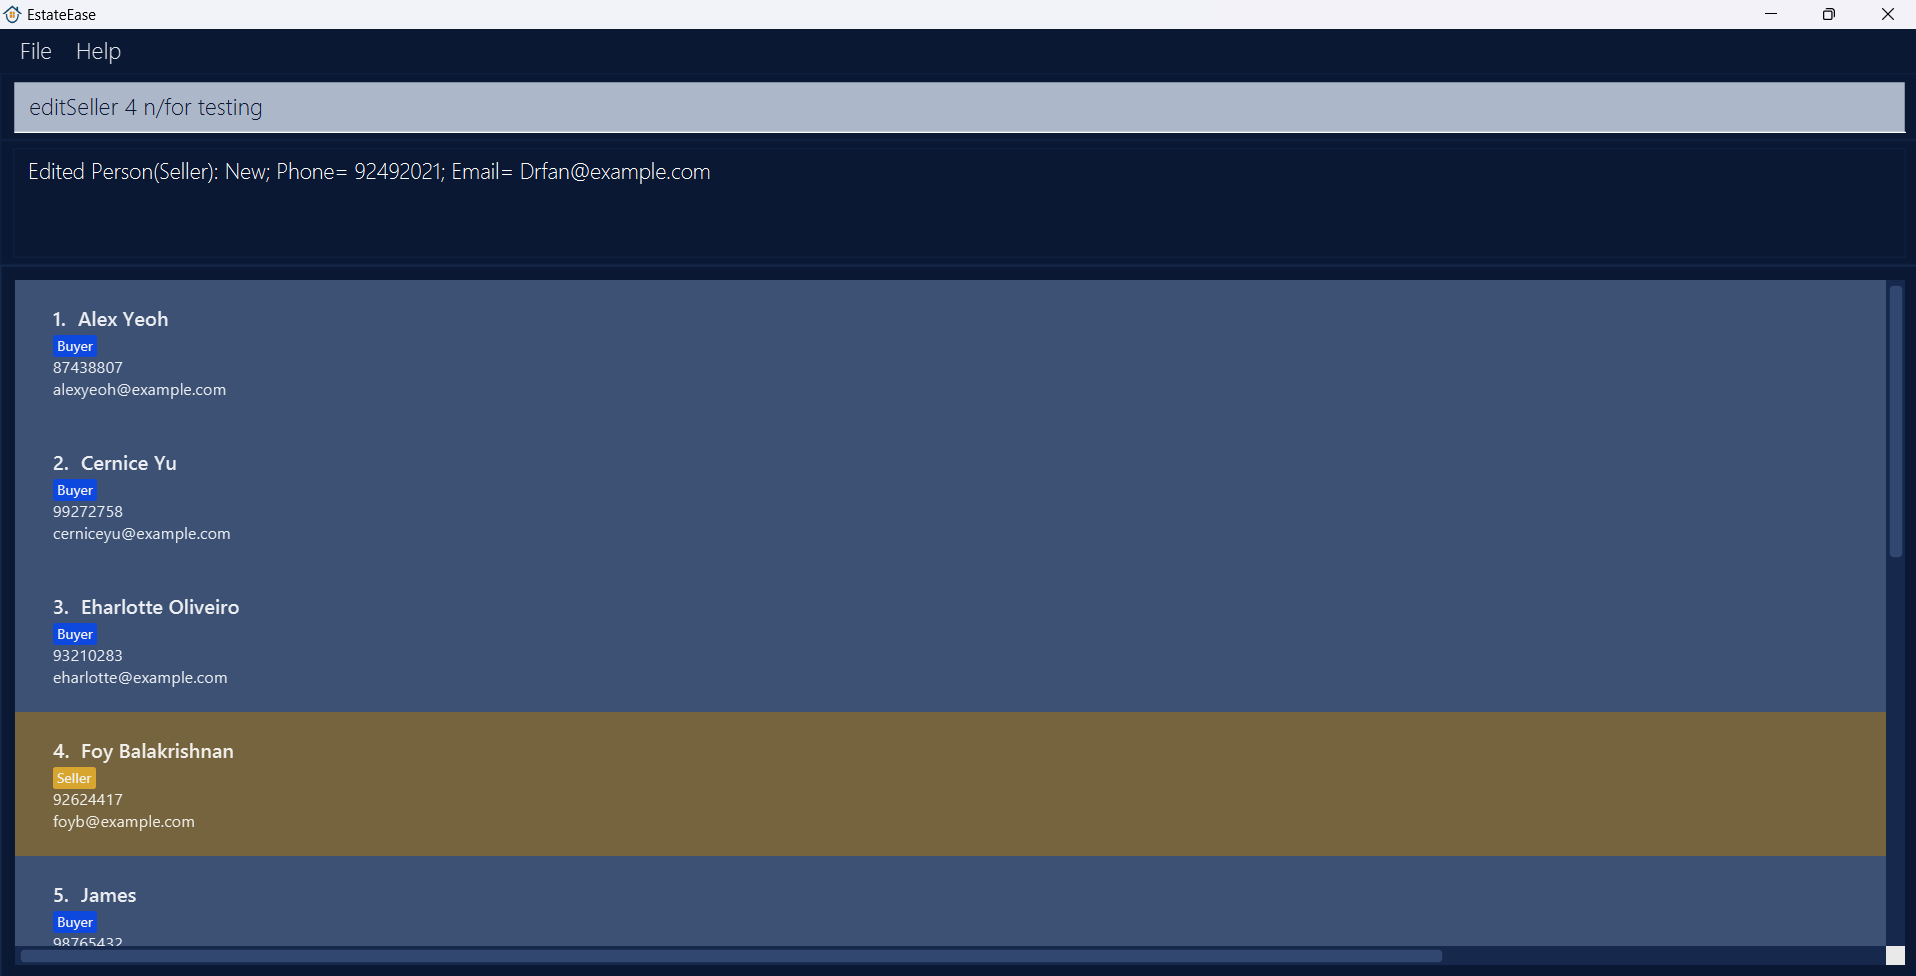 EstateEase
File Help
editSeller 4 n/for testing
Edited Person(Seller): New; Phone= 92492021; Email= Drfan@example.com
1. Alex Yeoh
Buyer
87438807
alexyeoh@example.com
2. Cernice Yu
Buyer
99272758
cerniceyu@example.com
3. Eharlotte Oliveiro
Buyer
93210283
eharlotte@example.com
4. Foy Balakrishnan
Seller
92624417
foyb@example.com
5. James
Buyer
98765432